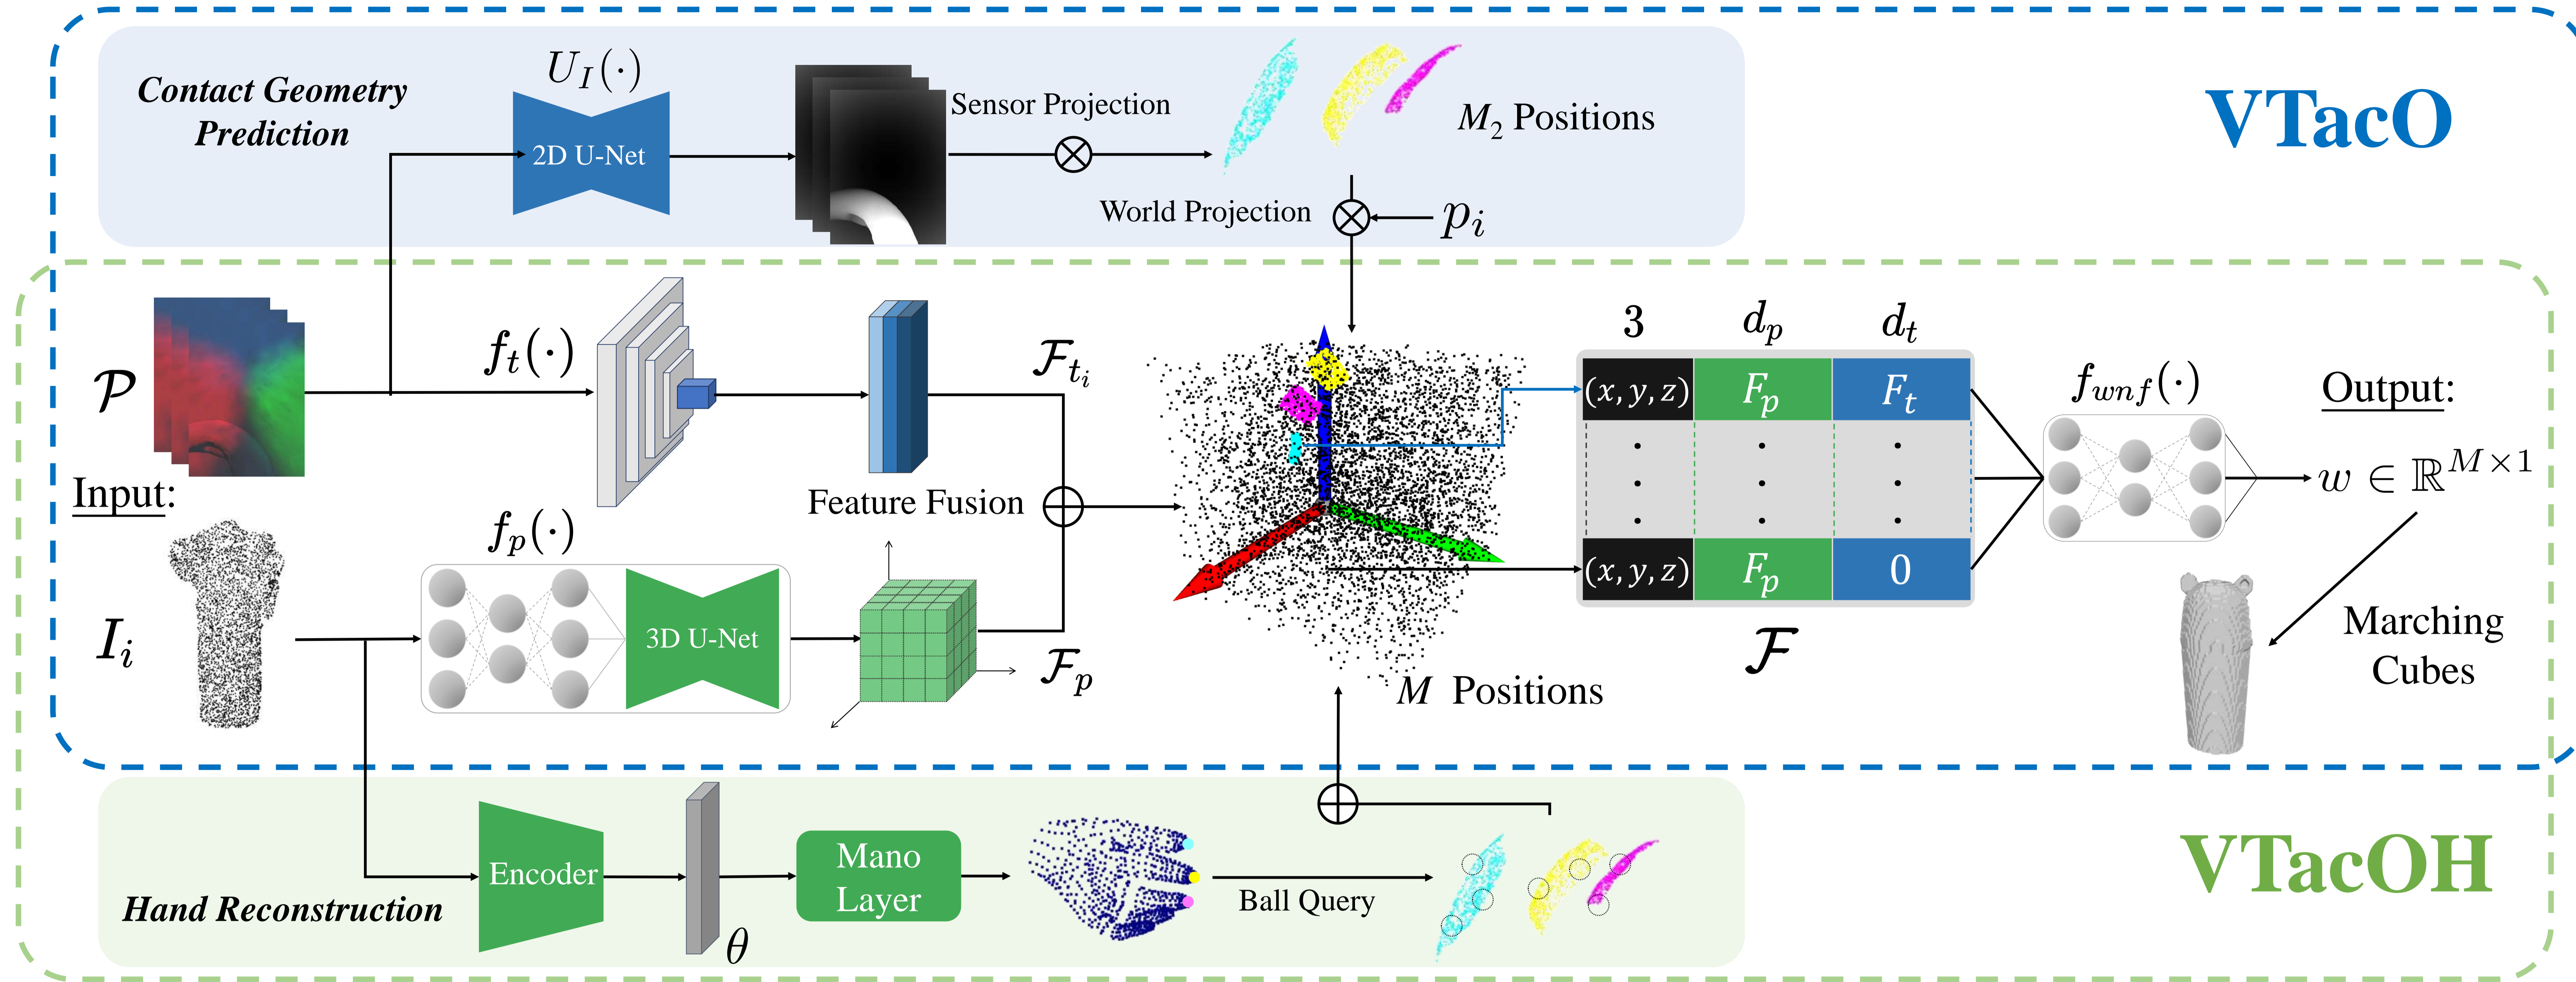 Contact Geometry
Prediction
U_I(·)
2D U-Net
Sensor Projection
M₂ Positions
VTacO
World Projection
p_i
𝒫
f_t(·)
ℱ_{t_i}
3
d_p
d_t
(x, y, z)
F_p
F_t
f_{wnf}(·)
Output:
w ∈ ℝ^{M×1}
Input:
Feature Fusion
f_p(·)
(x, y, z)
F_p
0
I_i
3D U-Net
ℱ_p
M Positions
ℱ
Marching
Cubes
Hand Reconstruction
Encoder
θ
Mano
Layer
Ball Query
VTacOH